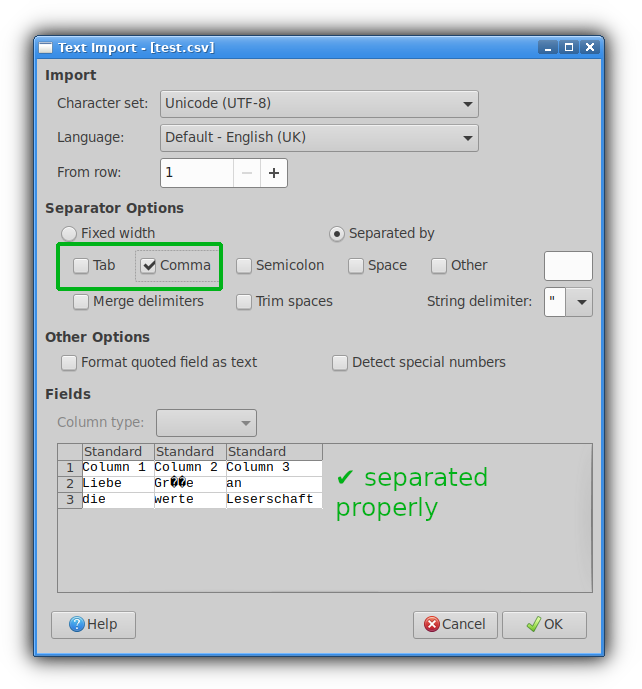 Text Import - [test.csv]
Import
Character set: Unicode (UTF-8)
Language: Default - English (UK)
From row: 1
Separator Options
Fixed width Separated by
Tab Comma Semicolon Space Other
Merge delimiters Trim spaces String delimiter: "
Other Options
Format quoted field as text Detect special numbers
Fields
Column type:
Standard Standard Standard
1 Column 1 Column 2 Column 3
2 Liebe Gr��e an
3 die werte Leserschaft
✔ separated
properly
Help Cancel OK